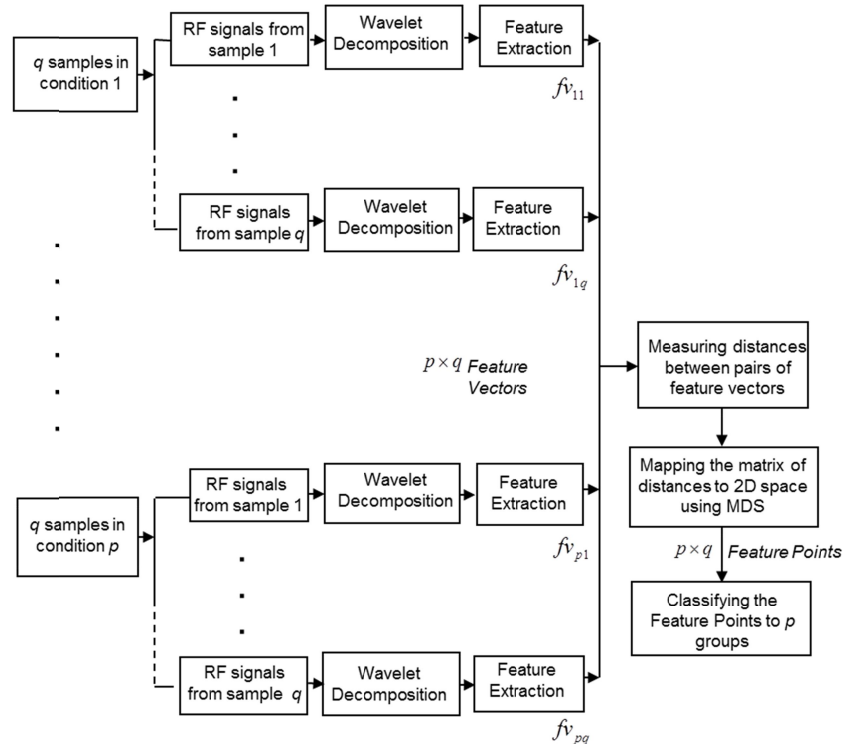 q samples in
condition 1
RF signals from
sample 1
Wavelet
Decomposition
Feature
Extraction
fv11
RF signals
from sample q
Wavelet
Decomposition
Feature
Extraction
fv1q
p × q Feature
Vectors
Measuring distances
between pairs of
feature vectors
Mapping the matrix of
distances to 2D space
using MDS
p × q Feature Points
Classifying the
Feature Points to p
groups
q samples in
condition p
RF signals
from sample 1
Wavelet
Decomposition
Feature
Extraction
fvp1
RF signals
from sample q
Wavelet
Decomposition
Feature
Extraction
fvpq